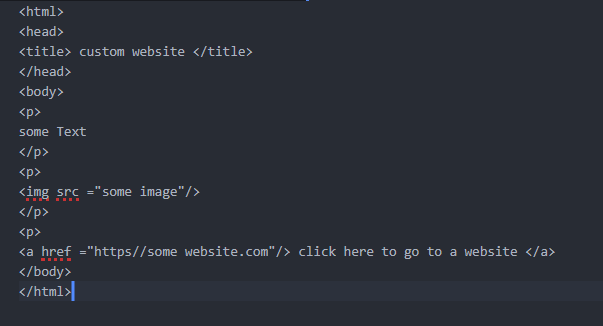 <html>
<head>
<title> custom website </title>
</head>
<body>
<p>
some Text
</p>
<p>
<img src ="some image"/>
</p>
<p>
<a href ="https//some website.com"/> click here to go to a website </a>
</body>
</html>